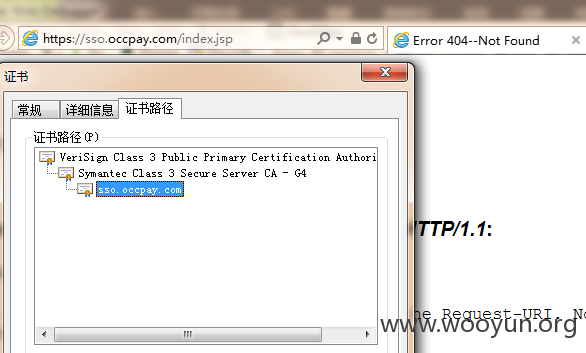 https://sso.occpay.com/index.jsp
Error 404--Not Found
证书
常规
详细信息
证书路径
证书路径(P)
VeriSign Class 3 Public Primary Certification Authori
Symantec Class 3 Secure Server CA - G4
sso.occpay.com
TTP/1.1:
he Request-URI. No
www.wooyun.org